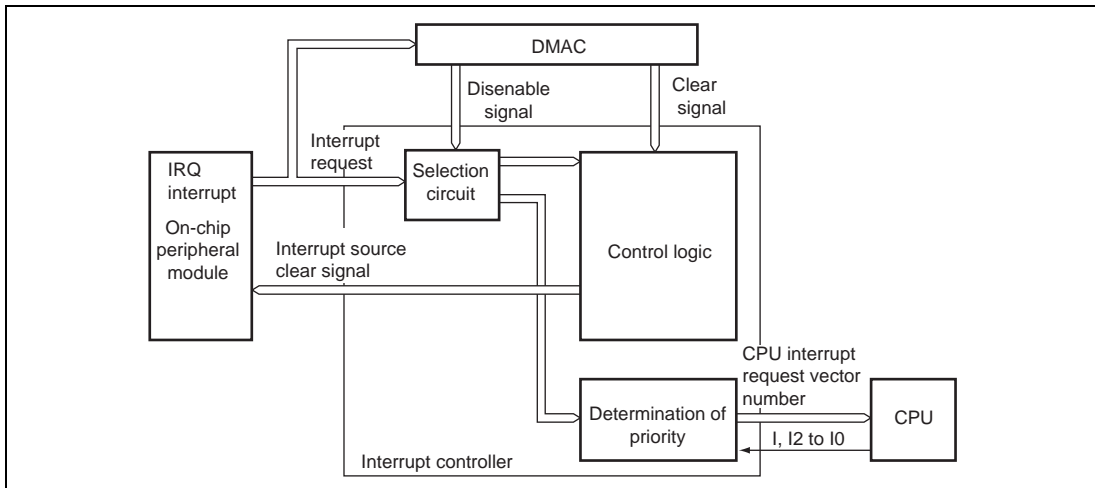 DMAC
Disenable
signal
Clear
signal
Interrupt
request
IRQ
interrupt
On-chip
peripheral
module
Selection
circuit
Interrupt source
clear signal
Control logic
CPU interrupt
request vector
number
Determination of
priority
CPU
I, I2 to I0
Interrupt controller